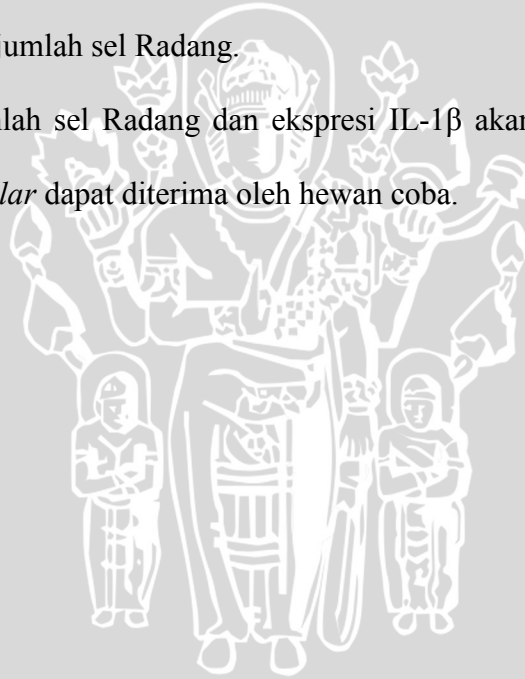 jumlah sel Radang.
lah sel Radang dan ekspresi IL-1β akan
lar dapat diterima oleh hewan coba.